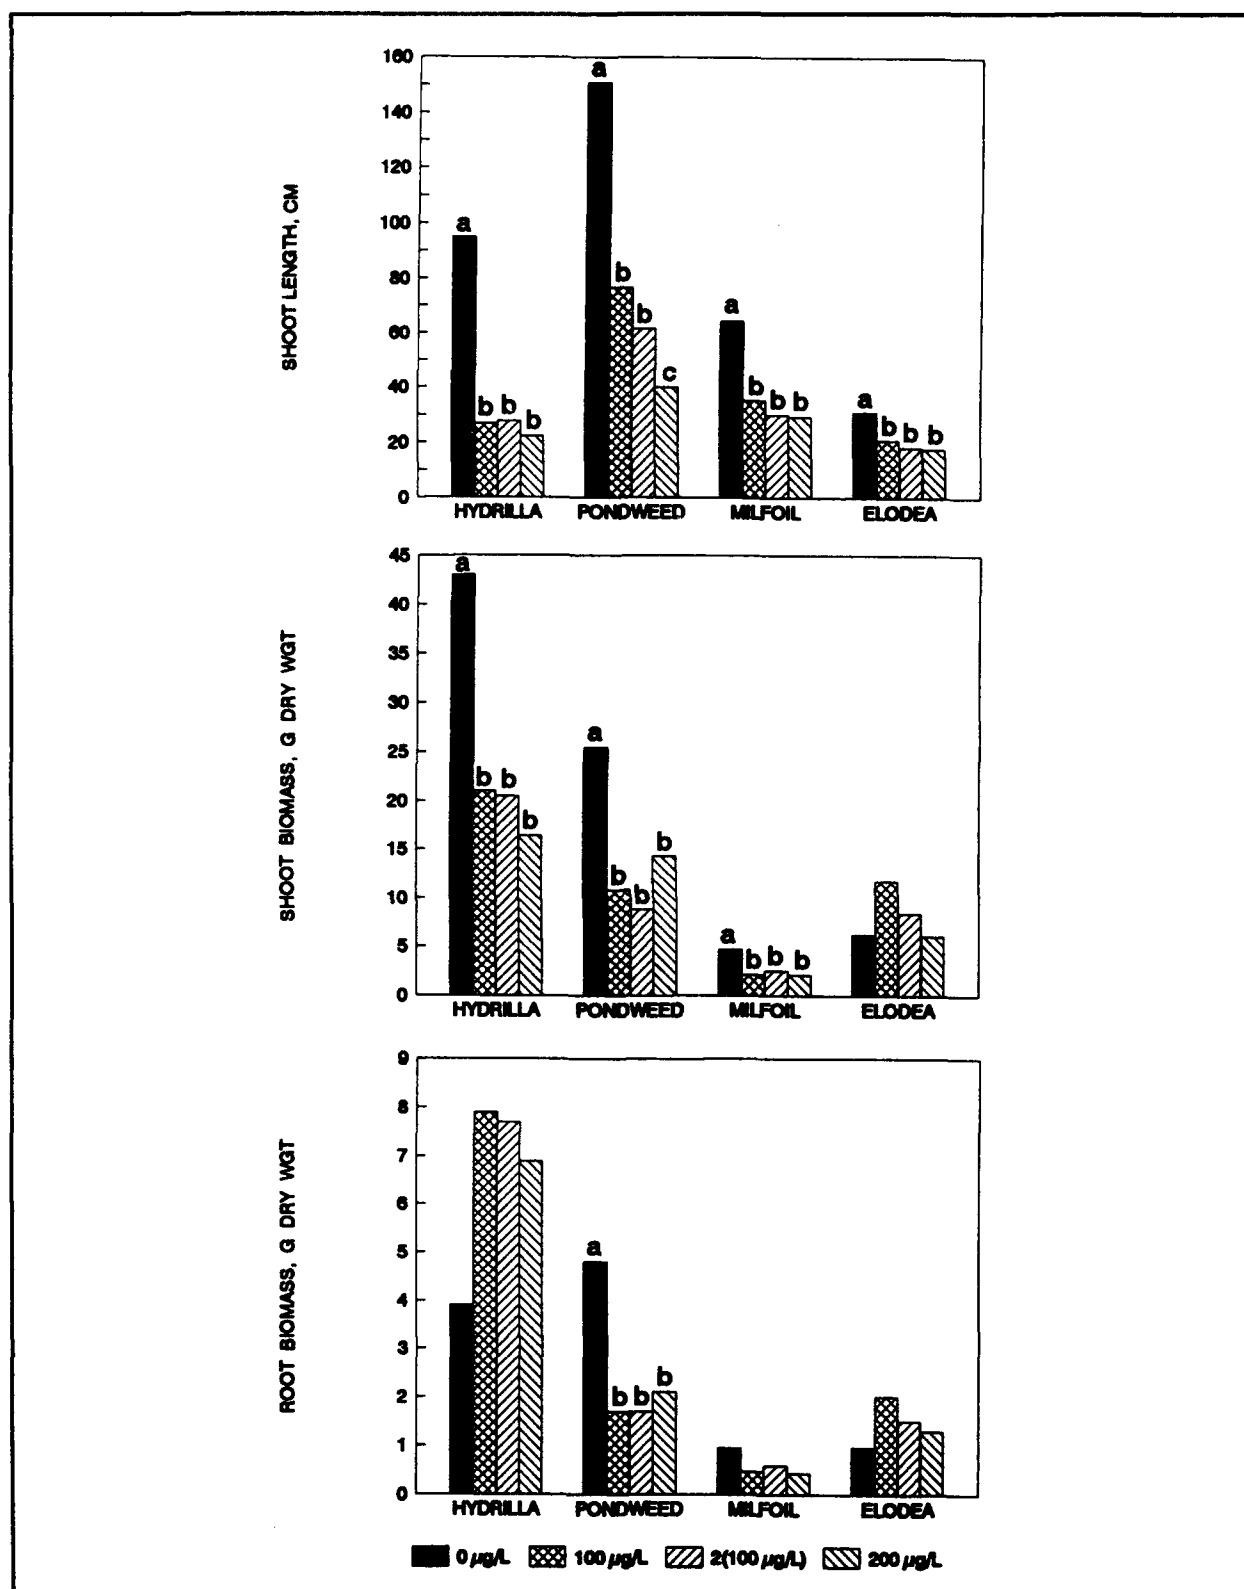 160
140
120
100
80
60
40
20
0
SHOOT LENGTH, CM
a b b b
a b b c
a b b b
a b b b
HYDRILLA PONDWEED MILFOIL ELODEA
45
40
35
30
25
20
15
10
5
0
SHOOT BIOMASS, G DRY WGT
a b b b
a b b b
a b b b
HYDRILLA PONDWEED MILFOIL ELODEA
9
8
7
6
5
4
3
2
1
0
ROOT BIOMASS, G DRY WGT
a b b b
HYDRILLA PONDWEED MILFOIL ELODEA
0 µg/L 100 µg/L 2(100 µg/L) 200 µg/L